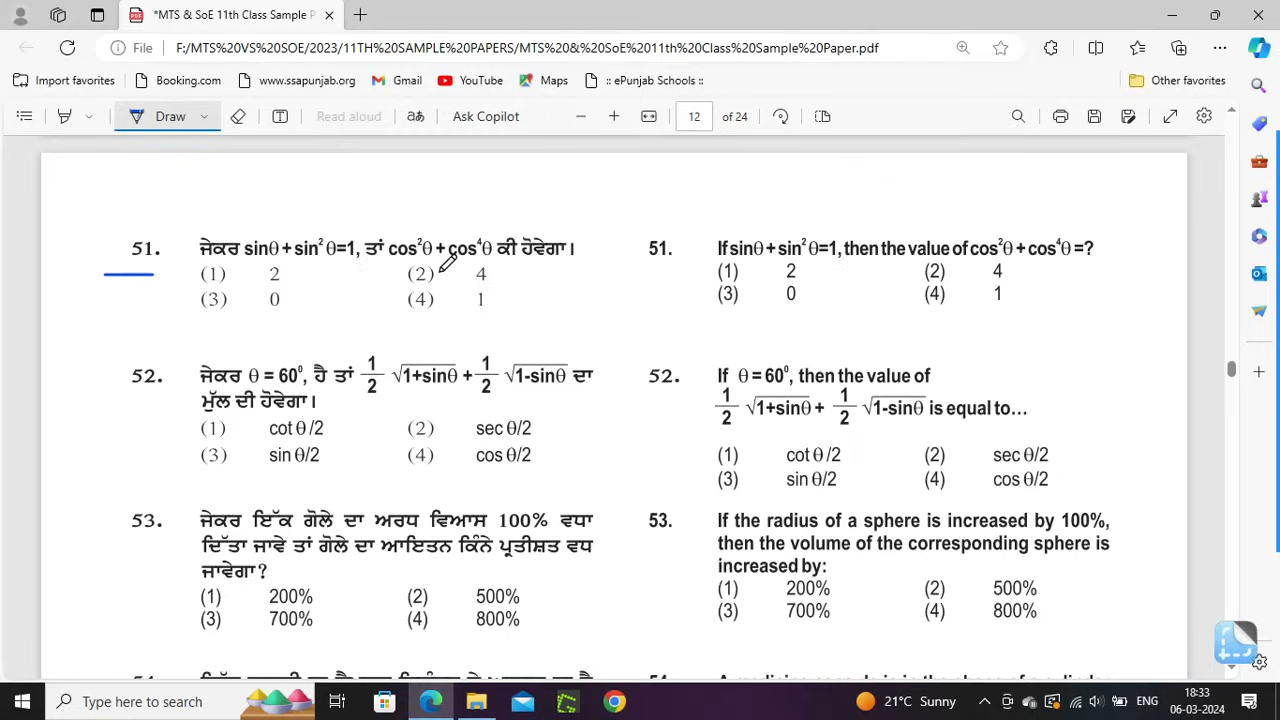 *MTS & SoE 11th Class Sample P
File
F:/MTS%20VS%20SOE/2023/11TH%20SAMPLE%20PAPERS/MTS%20&%20SoE%2011th%20Class%20Sample%20Paper.pdf
Import favorites
Booking.com
www.ssapunjab.org
Gmail
YouTube
Maps
:: ePunjab Schools ::
Other favorites
Draw
Read aloud
Ask Copilot
12 of 24
51. ਜੇਕਰ sinθ + sin²θ=1, ਤਾਂ cos²θ + cos⁴θ ਕੀ ਹੋਵੇਗਾ।
(1) 2 (2) 4
(3) 0 (4) 1
51. If sinθ + sin²θ=1, then the value of cos²θ + cos⁴θ =?
(1) 2 (2) 4
(3) 0 (4) 1
52. ਜੇਕਰ θ = 60⁰, ਹੈ ਤਾਂ 1/2 √1+sinθ + 1/2 √1-sinθ ਦਾ
ਮੁੱਲ ਦੀ ਹੋਵੇਗਾ।
(1) cot θ /2 (2) sec θ/2
(3) sin θ/2 (4) cos θ/2
52. If θ = 60⁰, then the value of
1/2 √1+sinθ + 1/2 √1-sinθ is equal to…
(1) cot θ /2 (2) sec θ/2
(3) sin θ/2 (4) cos θ/2
53. ਜੇਕਰ ਇੱਕ ਗੋਲੇ ਦਾ ਅਰਧ ਵਿਆਸ 100% ਵਧਾ
ਦਿੱਤਾ ਜਾਵੇ ਤਾਂ ਗੋਲੇ ਦਾ ਆਇਤਨ ਕਿੰਨੇ ਪ੍ਰਤੀਸ਼ਤ ਵਧ
ਜਾਵੇਗਾ?
(1) 200% (2) 500%
(3) 700% (4) 800%
53. If the radius of a sphere is increased by 100%,
then the volume of the corresponding sphere is
increased by:
(1) 200% (2) 500%
(3) 700% (4) 800%
Type here to search
21°C Sunny
ENG
18:33
06-03-2024